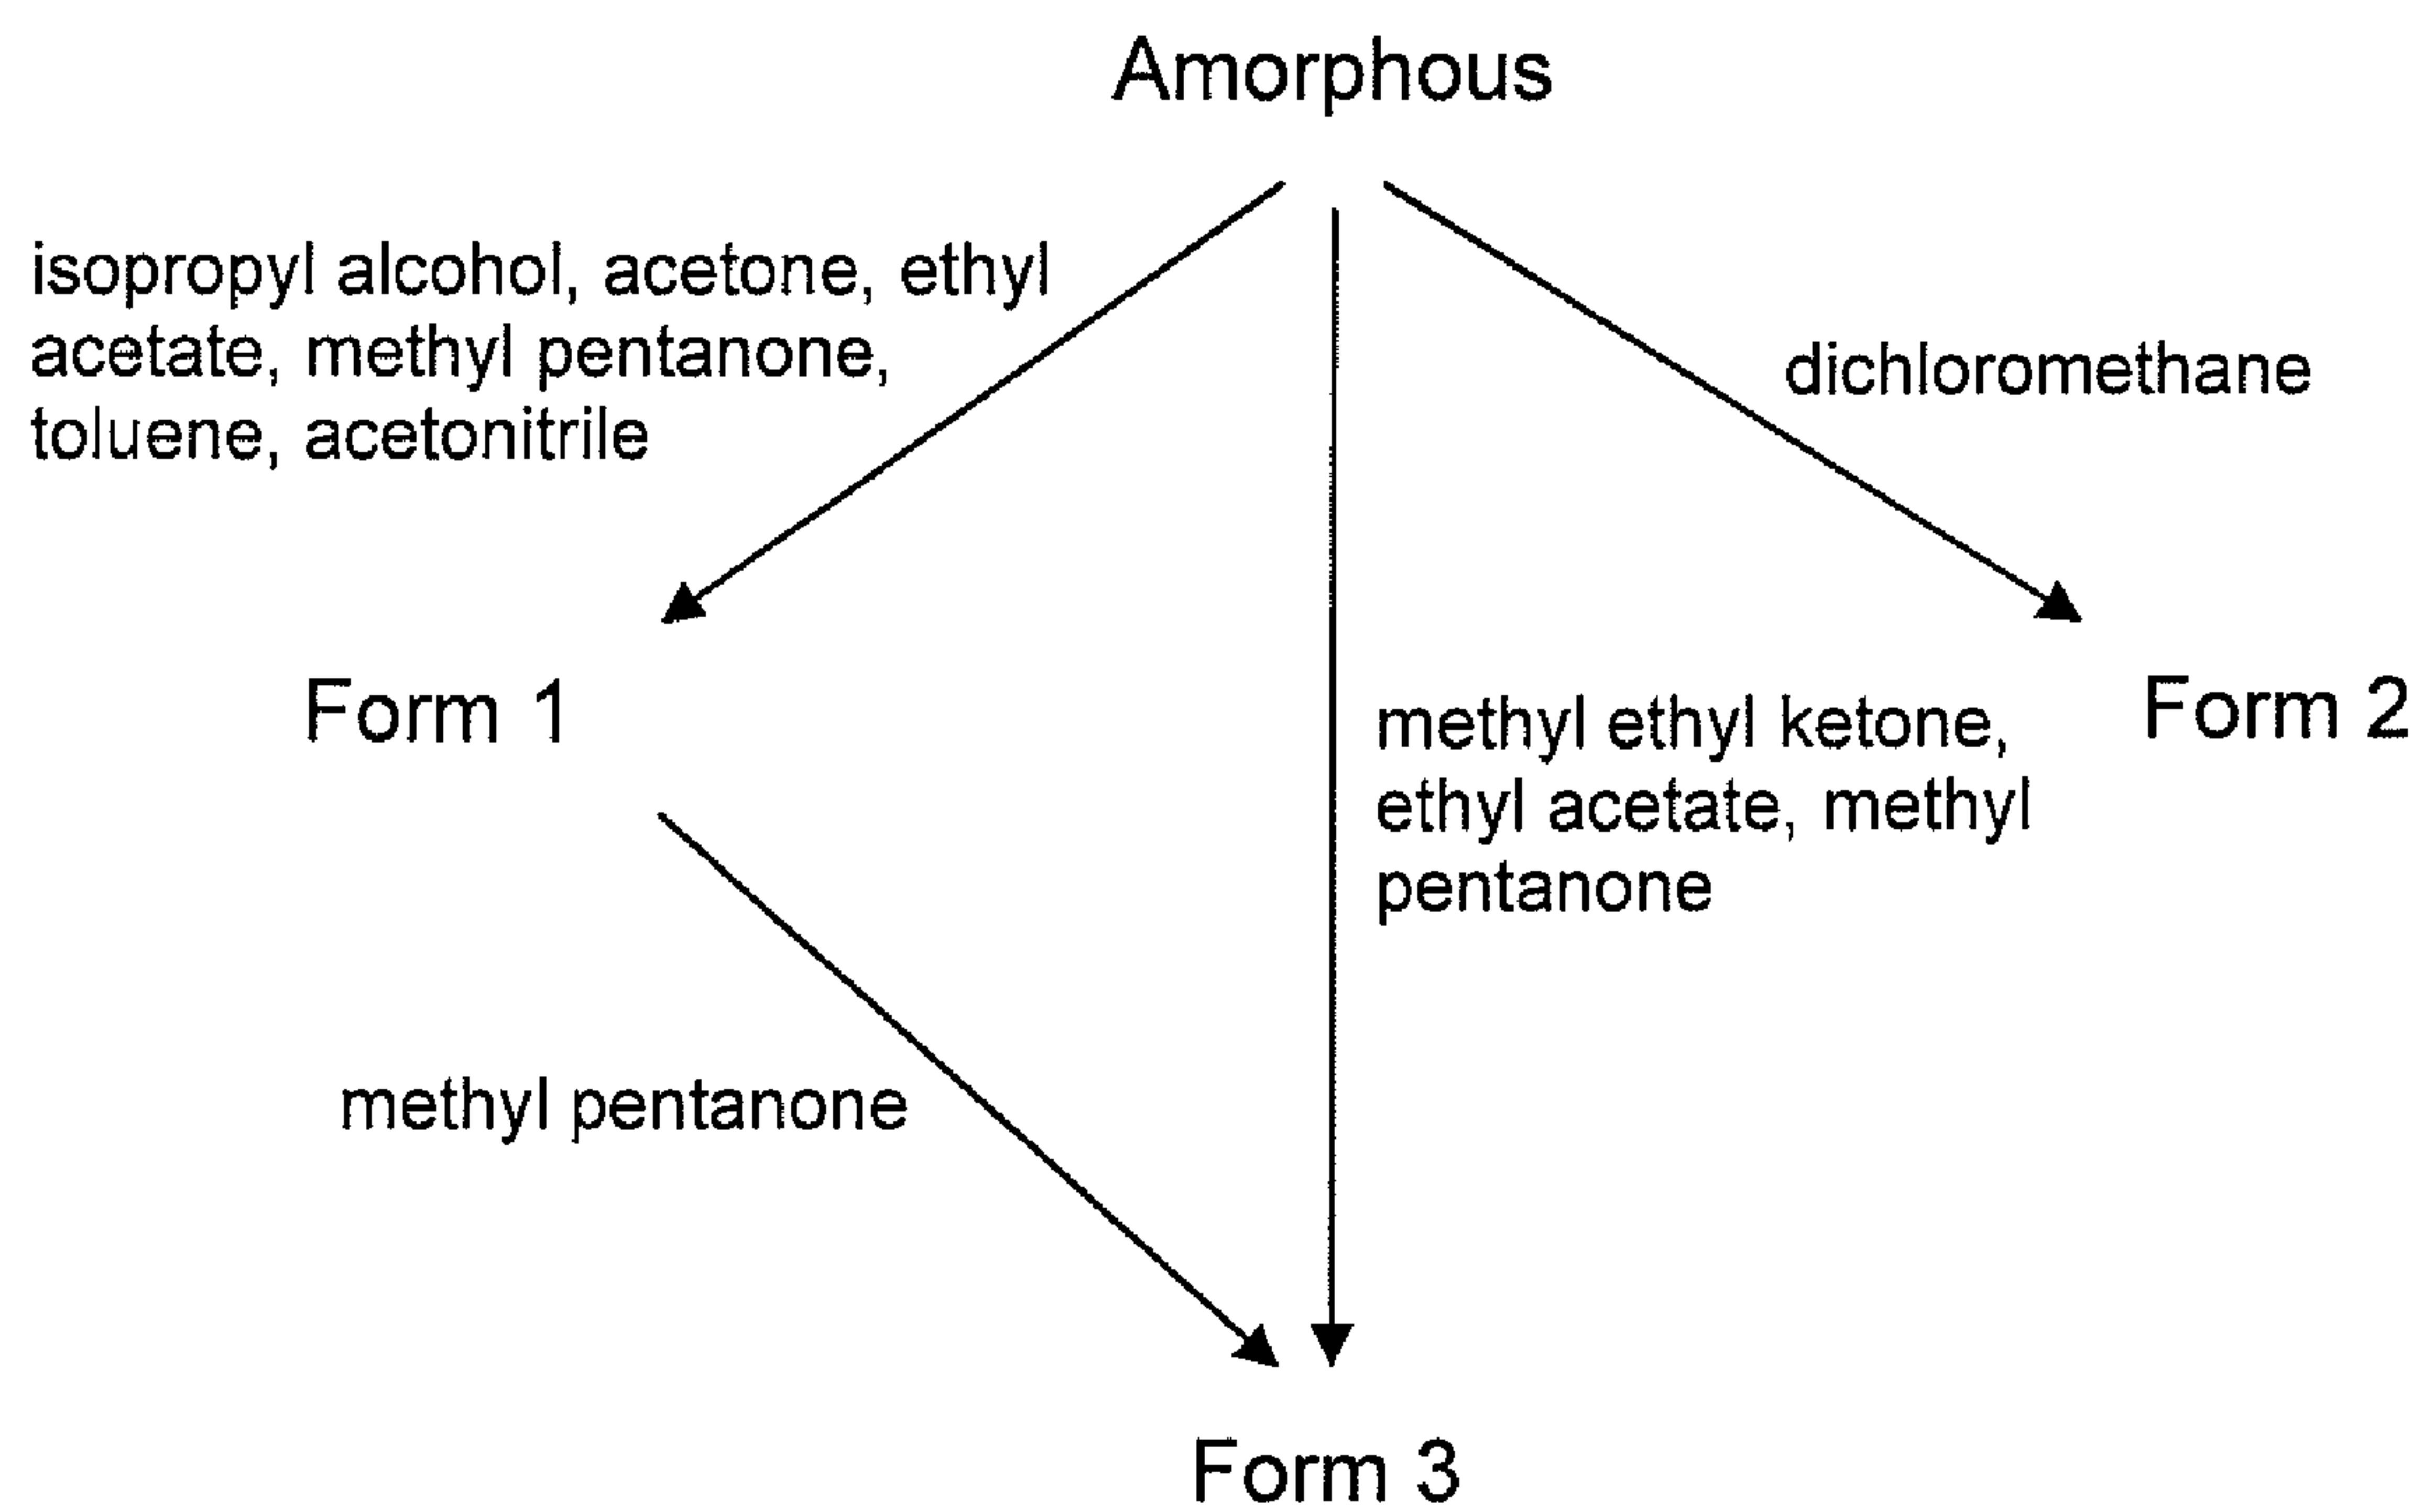 Amorphous
isopropyl alcohol, acetone, ethyl
acetate, methyl pentanone,
toluene, acetonitrile
dichloromethane
Form 1
Form 2
methyl ethyl ketone,
ethyl acetate, methyl
pentanone
methyl pentanone
Form 3